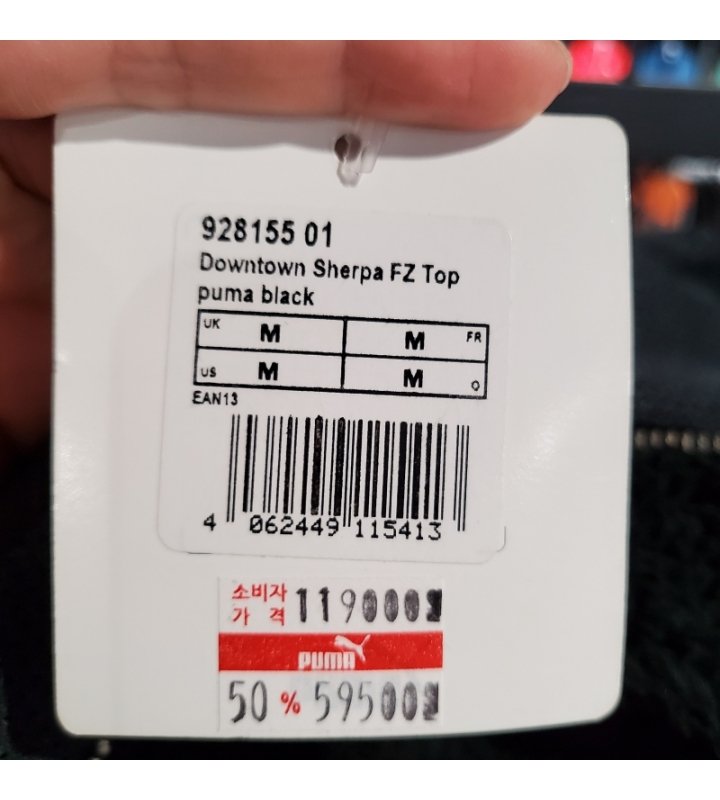 928155 01
Downtown Sherpa FZ Top
puma black
UK M M FR
US M M O
EAN13
4 062449 115413
소비자
가 격 119000
PUMA
50 % 59500